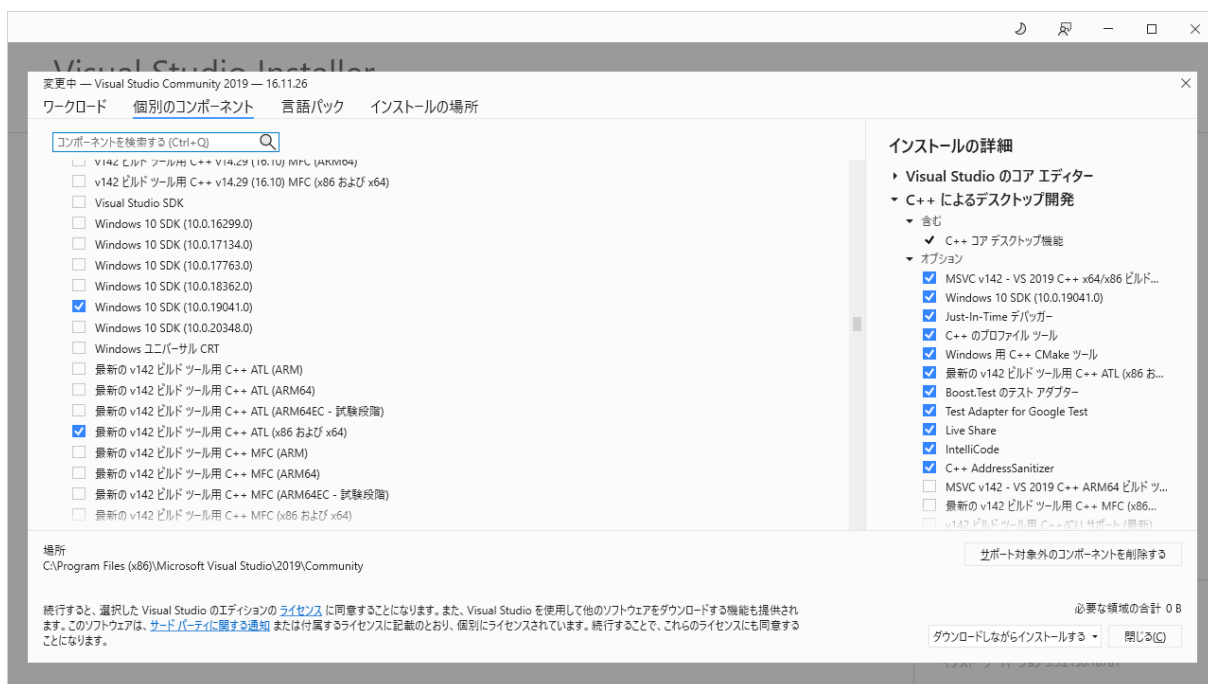 Visual Studio Installer
変更中 — Visual Studio Community 2019 — 16.11.26
ワークロード 個別のコンポーネント 言語パック インストールの場所
コンポーネントを検索する (Ctrl+Q)
v142 ビルド ツール用 C++ v14.29 (16.10) MFC (ARM64)
v142 ビルド ツール用 C++ v14.29 (16.10) MFC (x86 および x64)
Visual Studio SDK
Windows 10 SDK (10.0.16299.0)
Windows 10 SDK (10.0.17134.0)
Windows 10 SDK (10.0.17763.0)
Windows 10 SDK (10.0.18362.0)
Windows 10 SDK (10.0.19041.0)
Windows 10 SDK (10.0.20348.0)
Windows ユニバーサル CRT
最新の v142 ビルド ツール用 C++ ATL (ARM)
最新の v142 ビルド ツール用 C++ ATL (ARM64)
最新の v142 ビルド ツール用 C++ ATL (ARM64EC - 試験段階)
最新の v142 ビルド ツール用 C++ ATL (x86 および x64)
最新の v142 ビルド ツール用 C++ MFC (ARM)
最新の v142 ビルド ツール用 C++ MFC (ARM64)
最新の v142 ビルド ツール用 C++ MFC (ARM64EC - 試験段階)
最新の v142 ビルド ツール用 C++ MFC (x86 および x64)
インストールの詳細
Visual Studio のコア エディター
C++ によるデスクトップ開発
含む
C++ コア デスクトップ機能
オプション
MSVC v142 - VS 2019 C++ x64/x86 ビルド...
Windows 10 SDK (10.0.19041.0)
Just-In-Time デバッガー
C++ のプロファイル ツール
Windows 用 C++ CMake ツール
最新の v142 ビルド ツール用 C++ ATL (x86 お...
Boost.Test のテスト アダプター
Test Adapter for Google Test
Live Share
IntelliCode
C++ AddressSanitizer
MSVC v142 - VS 2019 C++ ARM64 ビルド ツ...
最新の v142 ビルド ツール用 C++ MFC (x86...
v142 ビルド ツール用 C++/CLI サポート (最新)
場所
C:\Program Files (x86)\Microsoft Visual Studio\2019\Community
サポート対象外のコンポーネントを削除する
続行すると、選択した Visual Studio のエディションの ライセンス に同意することになります。また、Visual Studio を使用して他のソフトウェアをダウンロードする機能も提供され
ます。このソフトウェアは、サード パーティに関する通知 または付属するライセンスに記載のとおり、個別にライセンスされています。続行することで、これらのライセンスにも同意する
ことになります。
必要な領域の合計 0 B
ダウンロードしながらインストールする 閉じる(C)